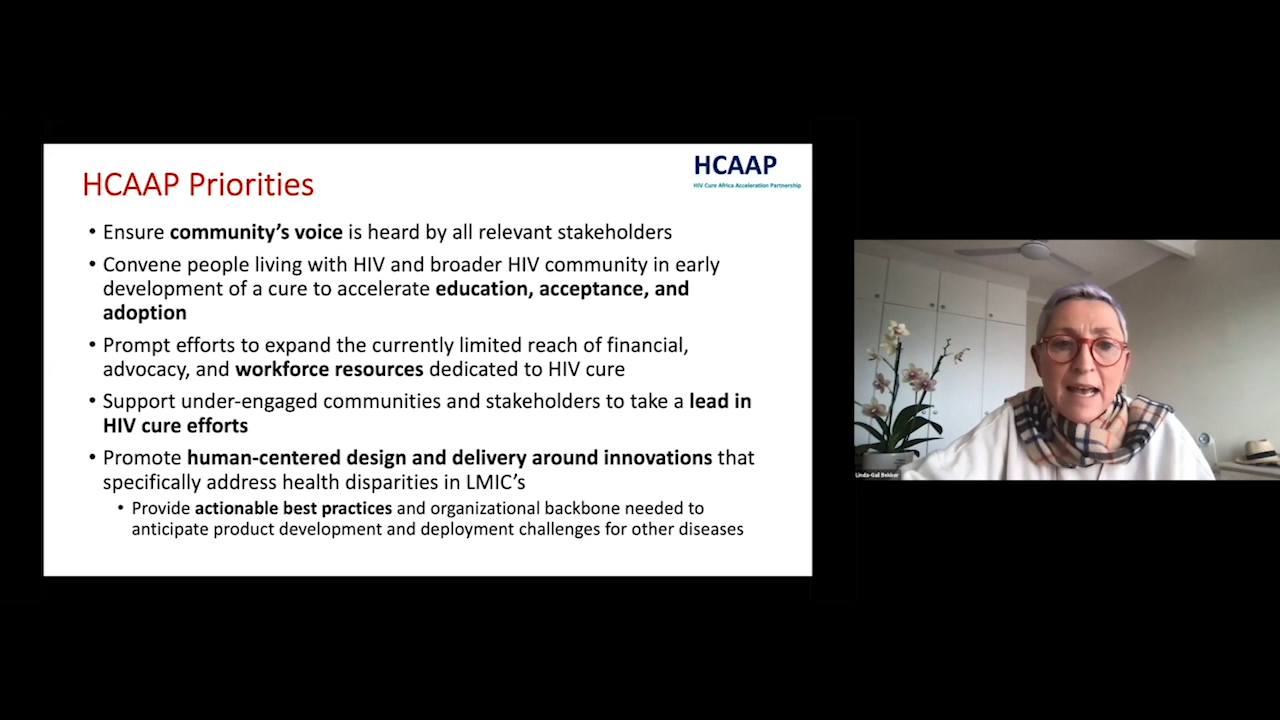 HCAAP
HIV Cure Africa Acceleration Partnership
HCAAP Priorities
• Ensure community’s voice is heard by all relevant stakeholders
• Convene people living with HIV and broader HIV community in early
development of a cure to accelerate education, acceptance, and
adoption
• Prompt efforts to expand the currently limited reach of financial,
advocacy, and workforce resources dedicated to HIV cure
• Support under-engaged communities and stakeholders to take a lead in
HIV cure efforts
• Promote human-centered design and delivery around innovations that
specifically address health disparities in LMIC’s
• Provide actionable best practices and organizational backbone needed to
anticipate product development and deployment challenges for other diseases
Linda-Gail Bekker